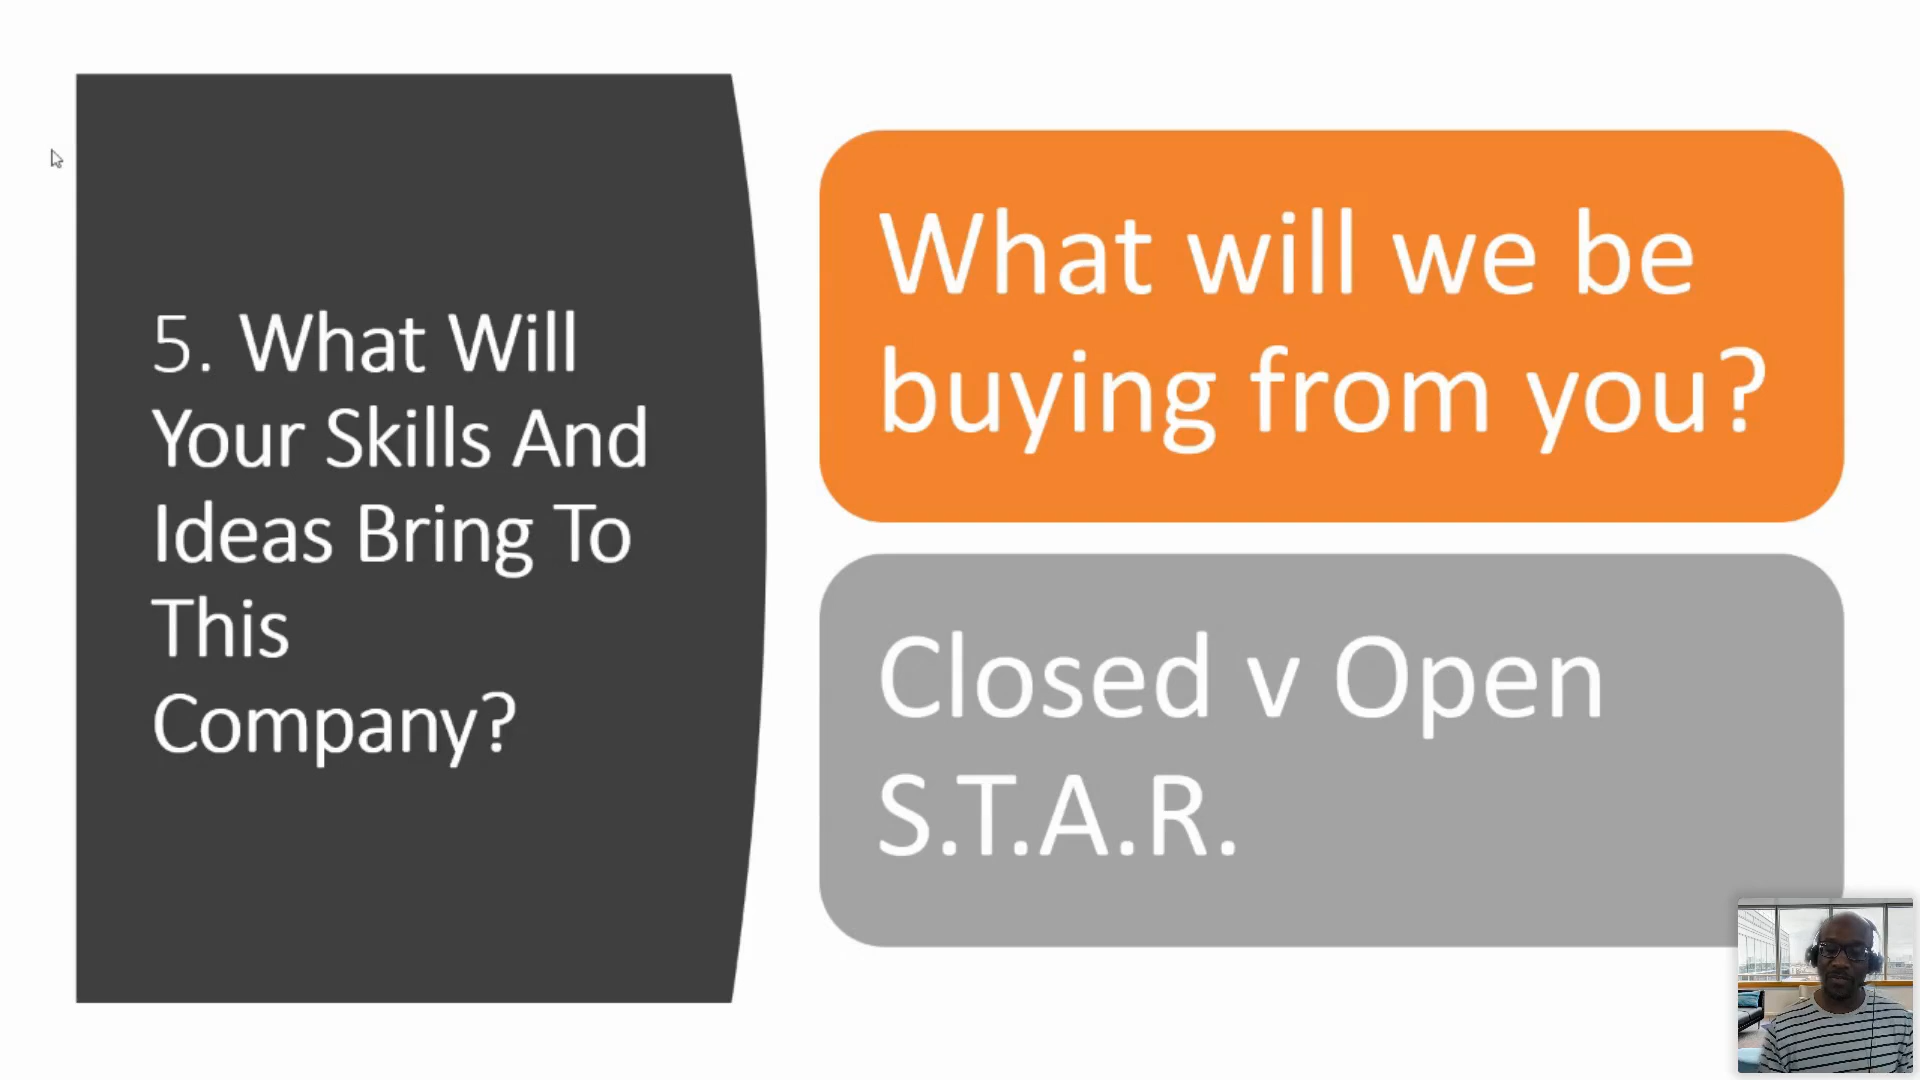 5. What Will
Your Skills And
Ideas Bring To
This
Company?
What will we be
buying from you?
Closed v Open
S.T.A.R.